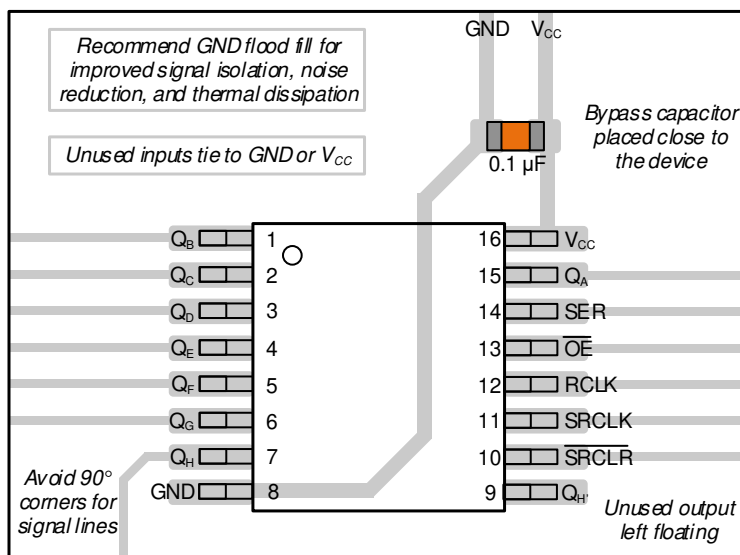 Recommend GND flood fill for
improved signal isolation, noise
reduction, and thermal dissipation
Unused inputs tie to GND or VCC
GND VCC
0.1 μF
Bypass capacitor
placed close to
the device
QB 1 16 VCC
QC 2 15 QA
QD 3 14 SER
QE 4 13 O̅E̅
QF 5 12 RCLK
QG 6 11 SRCLK
QH 7 10 S̅R̅C̅L̅R̅
GND 8 9 QH'
Avoid 90°
corners for
signal lines
Unused output
left floating